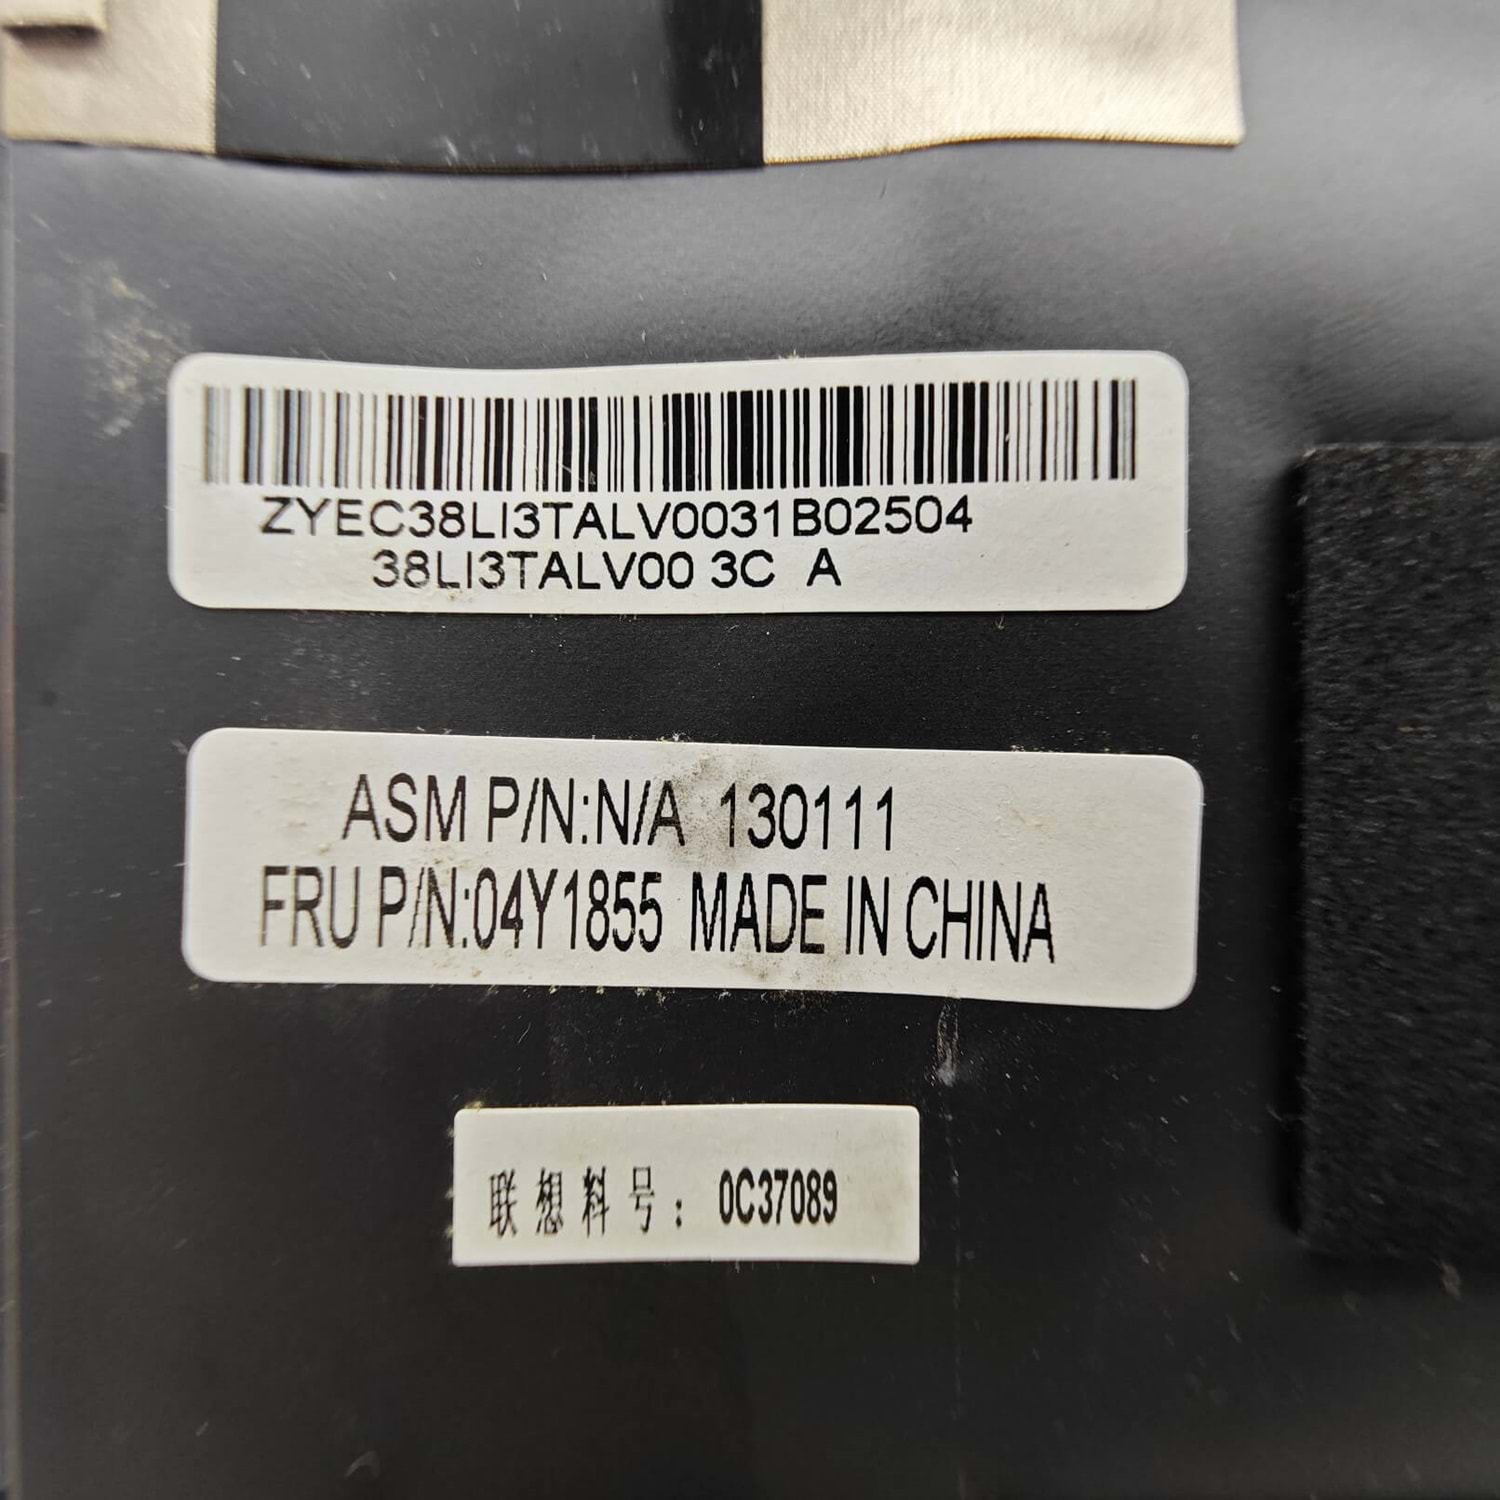 ZYEC38LI3TALV0031B02504
38LI3TALV00 3C A
ASM P/N:N/A 130111
FRU P/N:04Y1855 MADE IN CHINA
联想料号：0C37089